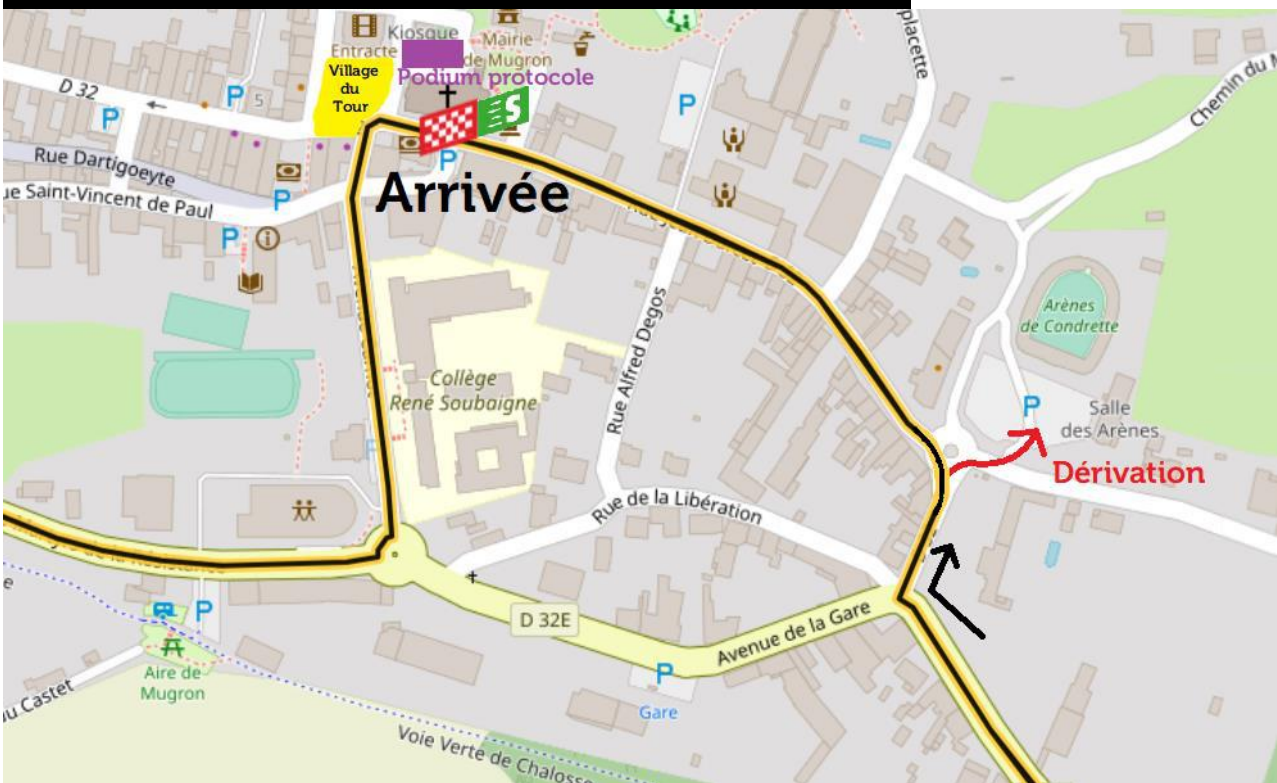 Kiosque
Entracte
Mairie
de Mugron
Village
du
Tour
Podium protocole
S
D 32
P
P
5
P
placette
Chemin du M
Rue Dartigoeyte
ue Saint-Vincent de Paul
P
P
P
Arrivée
Arènes
de Condrette
Rue Alfred Degos
Collège
René Soubaigne
P
Salle
des Arènes
Dérivation
P
Rue de la Libération
e
P
D 32E
Avenue de la Gare
Aire de
Mugron
P
Gare
u Castet
Voie Verte de Chalosse